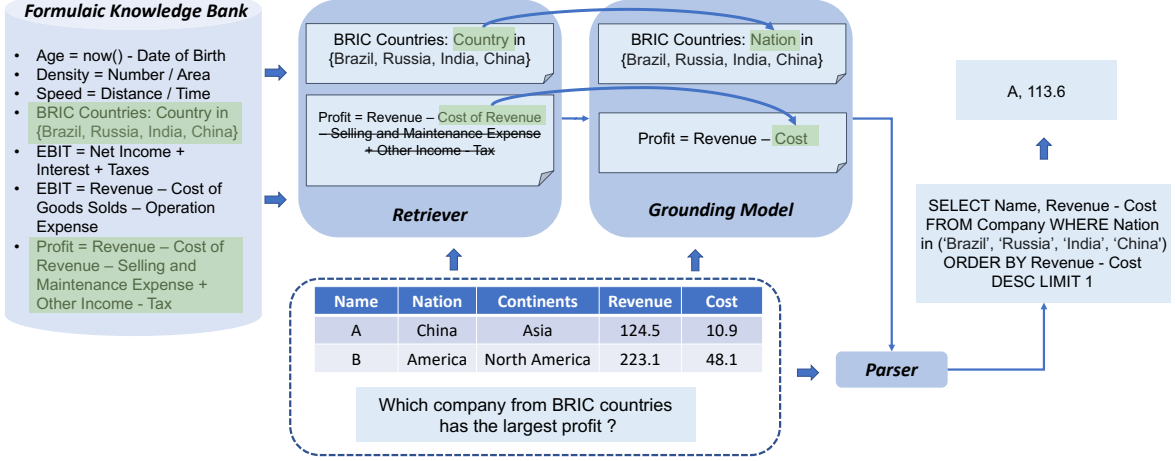 Formulaic Knowledge Bank
• Age = now() - Date of Birth
• Density = Number / Area
• Speed = Distance / Time
• BRIC Countries: Country in
{Brazil, Russia, India, China}
• EBIT = Net Income +
Interest + Taxes
• EBIT = Revenue – Cost of
Goods Solds – Operation
Expense
• Profit = Revenue – Cost of
Revenue – Selling and
Maintenance Expense +
Other Income - Tax
BRIC Countries: Country in
{Brazil, Russia, India, China}
Profit = Revenue – Cost of Revenue
– Selling and Maintenance Expense
+ Other Income - Tax
Retriever
BRIC Countries: Nation in
{Brazil, Russia, India, China}
Profit = Revenue – Cost
Grounding Model
Name Nation Continents Revenue Cost
A China Asia 124.5 10.9
B America North America 223.1 48.1
Which company from BRIC countries
has the largest profit ?
Parser
A, 113.6
SELECT Name, Revenue - Cost
FROM Company WHERE Nation
in (‘Brazil’, ‘Russia’, ‘India’, ‘China’)
ORDER BY Revenue - Cost
DESC LIMIT 1